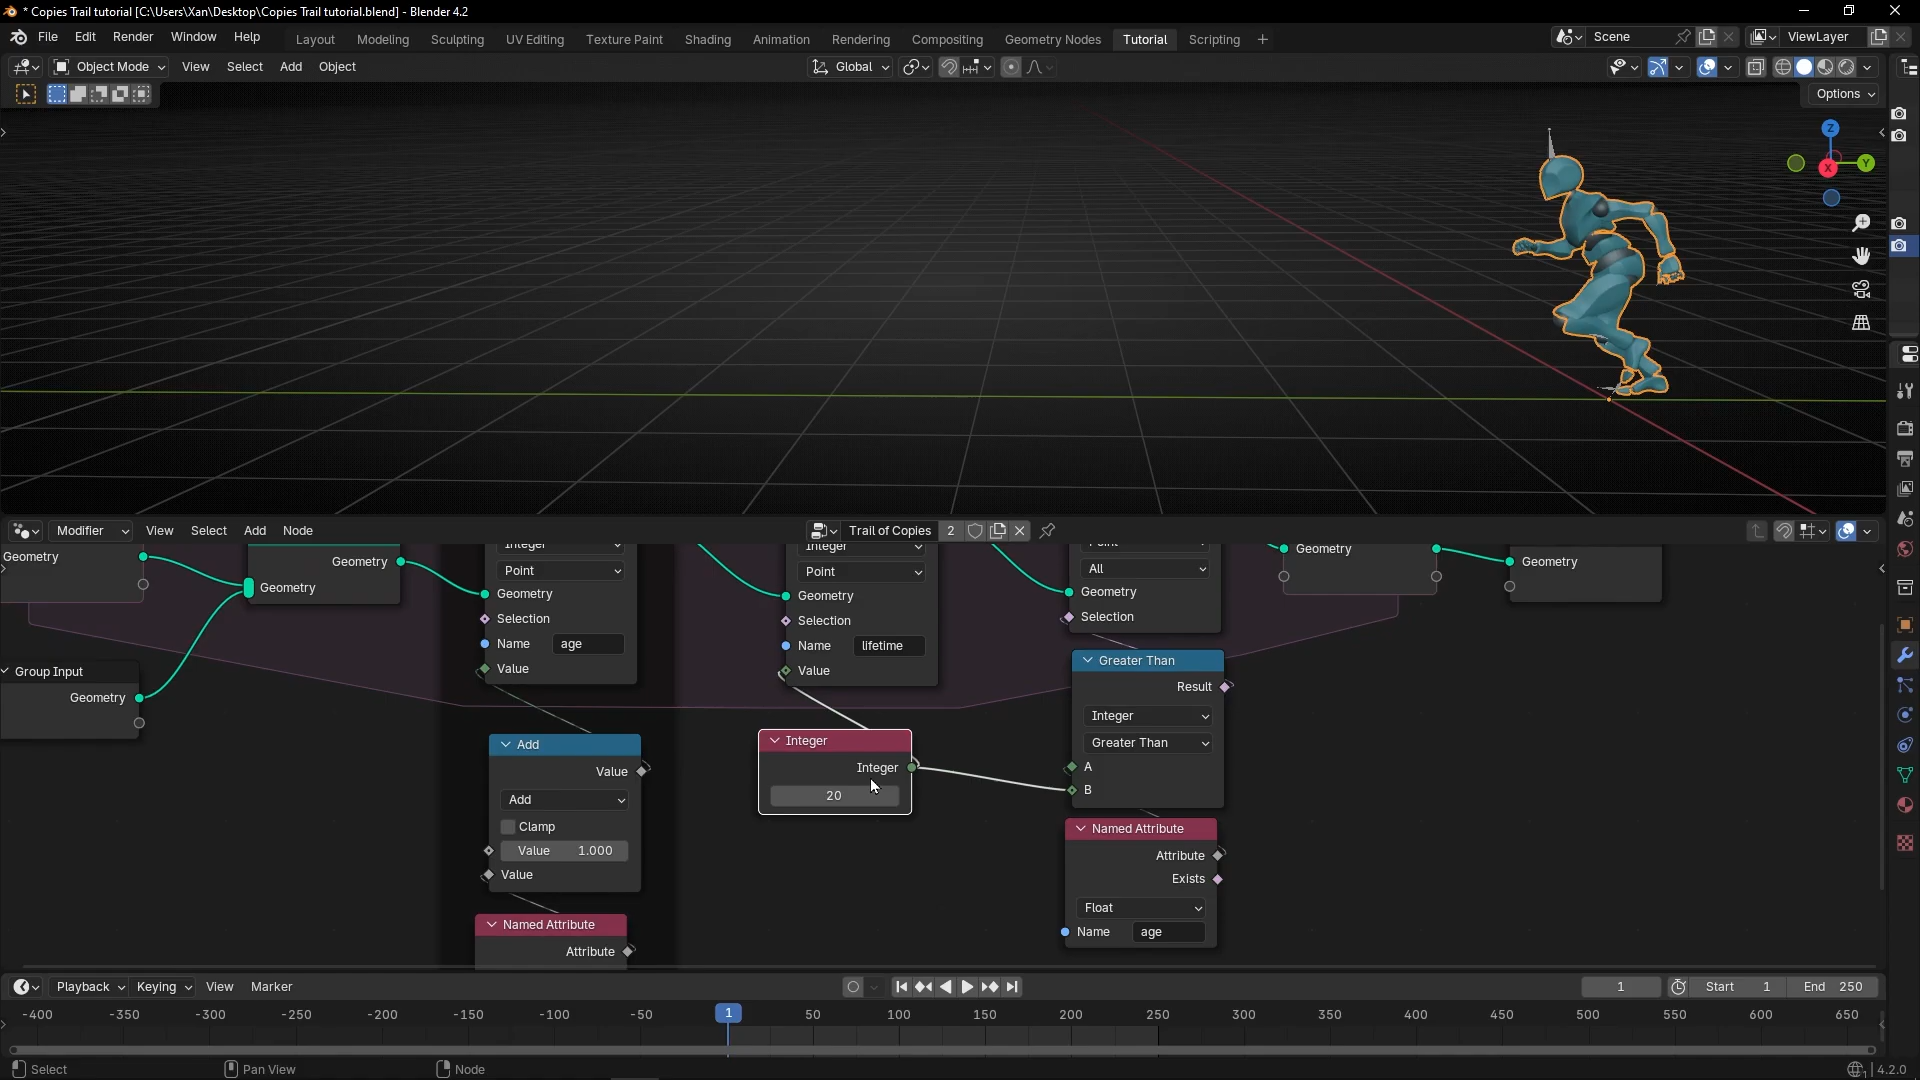 * Copies Trail tutorial [C:\Users\Xan\Desktop\Copies Trail tutorial.blend] - Blender 4.2
File Edit Render Window Help Layout Modeling Sculpting UV Editing Texture Paint Shading Animation Rendering Compositing Geometry Nodes Tutorial Scripting + Scene ViewLayer
Object Mode View Select Add Object Global
Options
Z
Y
X
Modifier View Select Add Node Trail of Copies 2
Integer Integer Point
Geometry Geometry Point Point All Geometry Geometry
Geometry Geometry Geometry Geometry
Selection Selection Selection
Name age Name lifetime
Value Value
Group Input
Geometry
Greater Than
Result
Integer
Greater Than
A
B
Add
Value
Add
Clamp
Value 1.000
Value
Integer
Integer
20
Named Attribute
Attribute
Exists
Float
Name age
Named Attribute
Attribute
Playback Keying View Marker 1 Start 1 End 250
-400 -350 -300 -250 -200 -150 -100 -50 1 50 100 150 200 250 300 350 400 450 500 550 600 650
Select Pan View Node 4.2.0